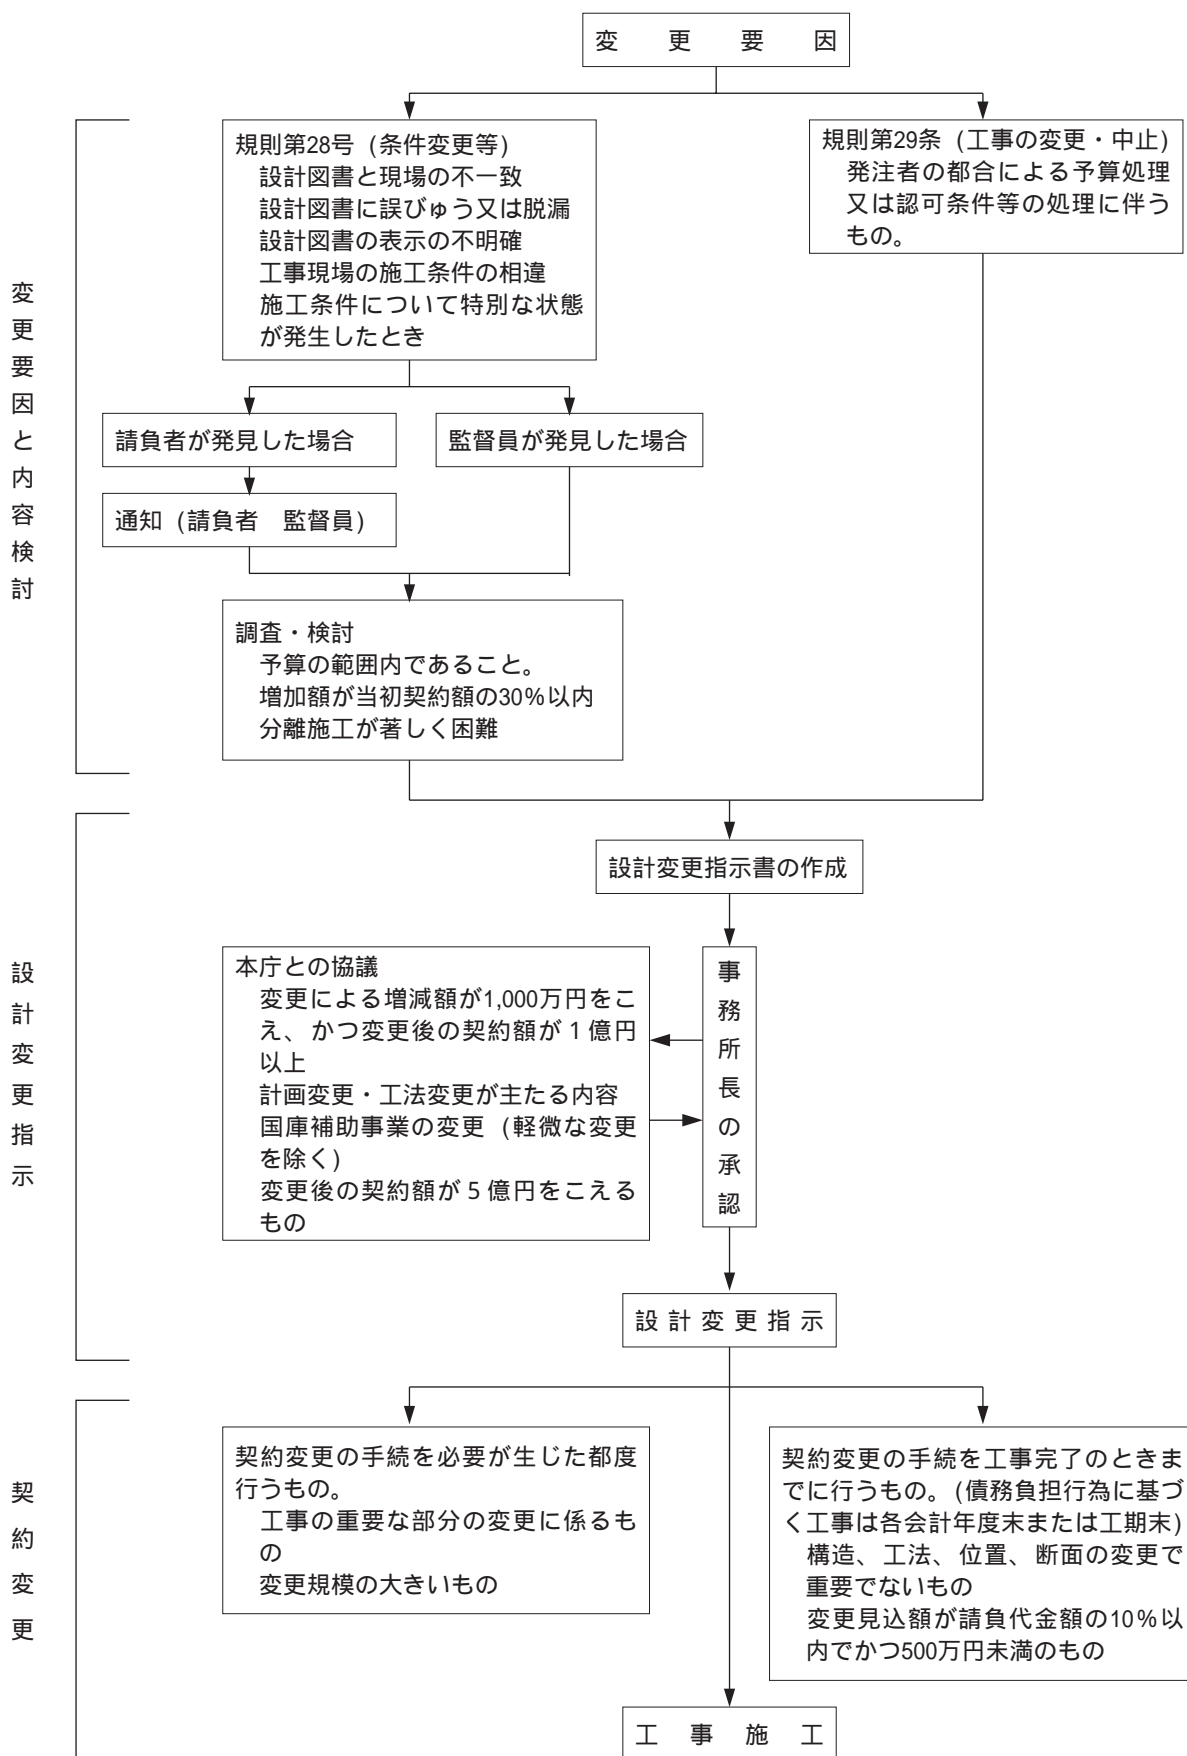 変更要因
変更要因と内容検討
規則第28号（条件変更等）
設計図書と現場の不一致
設計図書に誤びゅう又は脱漏
設計図書の表示の不明確
工事現場の施工条件の相違
施工条件について特別な状態
が発生したとき
規則第29条（工事の変更・中止）
発注者の都合による予算処理
又は認可条件等の処理に伴う
もの。
請負者が発見した場合
監督員が発見した場合
通知（請負者　監督員）
調査・検討
予算の範囲内であること。
増加額が当初契約額の30％以内
分離施工が著しく困難
設計変更指示
設計変更指示書の作成
本庁との協議
変更による増減額が1,000万円をこ
え、かつ変更後の契約額が１億円
以上
計画変更・工法変更が主たる内容
国庫補助事業の変更（軽微な変更
を除く）
変更後の契約額が５億円をこえる
もの
事務所長の承認
設計変更指示
契約変更
契約変更の手続を必要が生じた都度
行うもの。
工事の重要な部分の変更に係るも
の
変更規模の大きいもの
契約変更の手続を工事完了のときま
でに行うもの。（債務負担行為に基づ
く工事は各会計年度末または工期末）
構造、工法、位置、断面の変更で
重要でないもの
変更見込額が請負代金額の10％以
内でかつ500万円未満のもの
工事施工